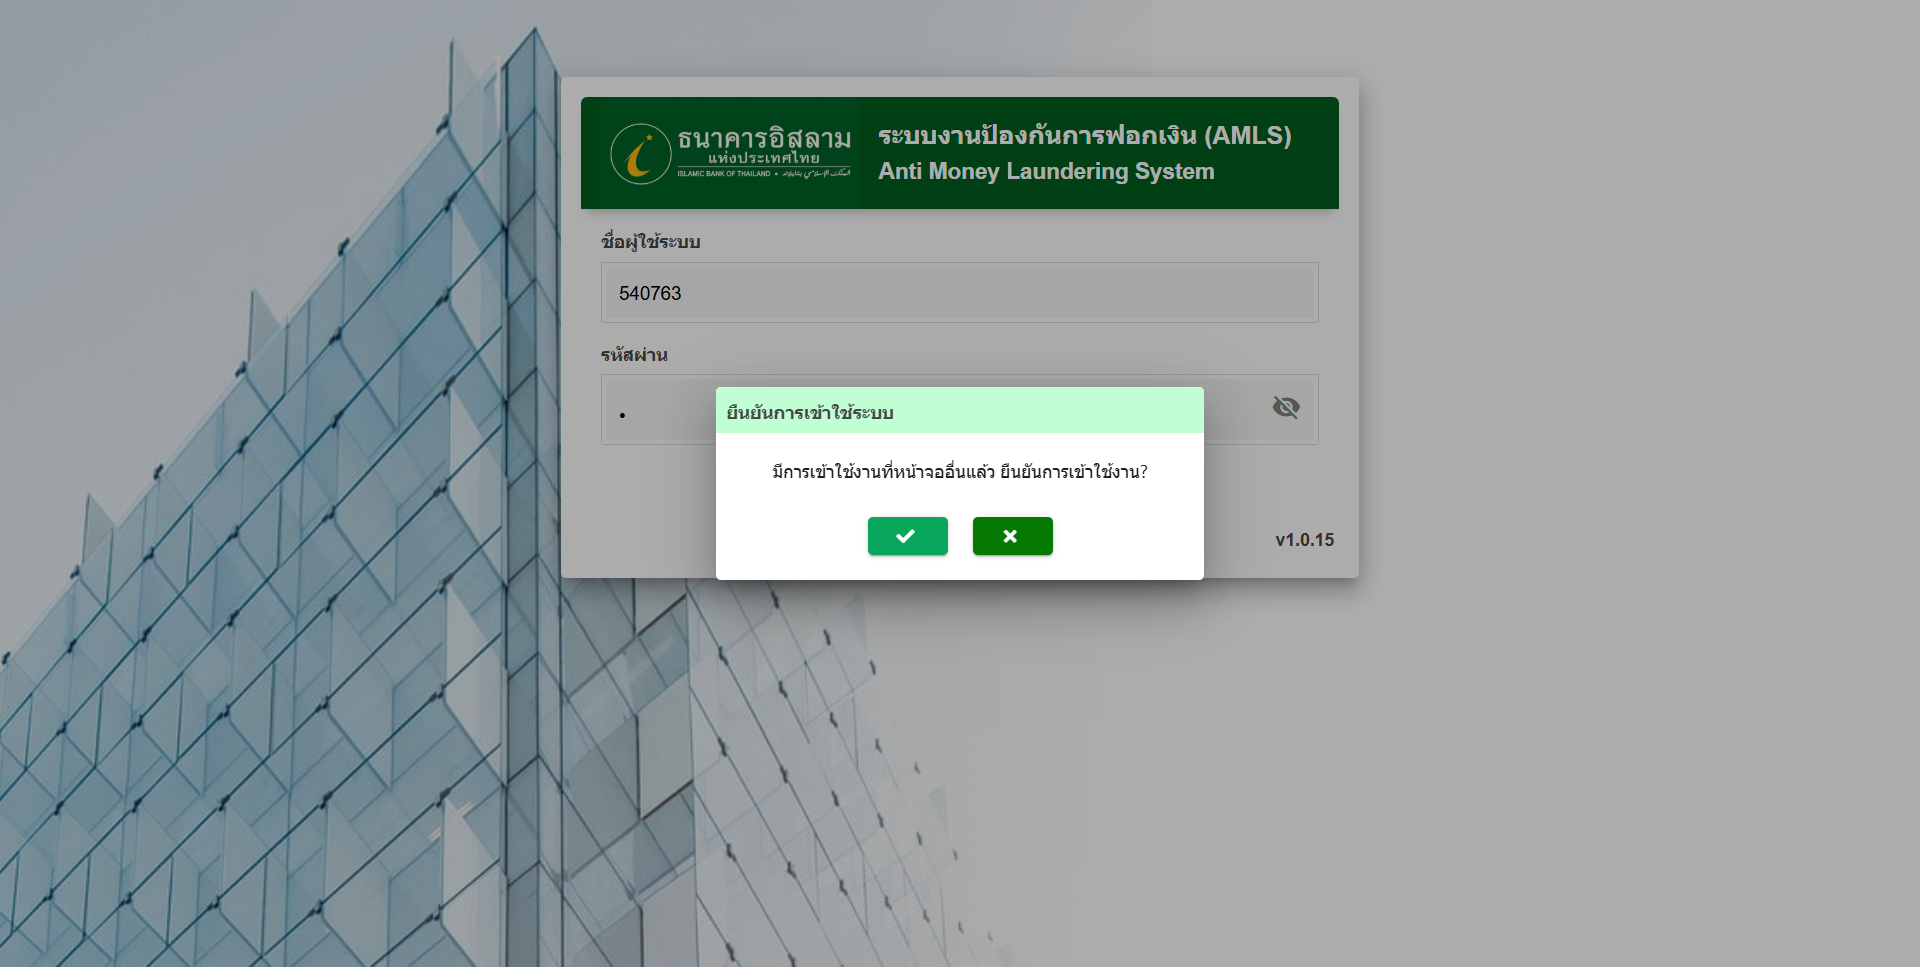 ธนาคารอิสลาม
แห่งประเทศไทย
ISLAMIC BANK OF THAILAND •
ระบบงานป้องกันการฟอกเงิน (AMLS)
Anti Money Laundering System
ชื่อผู้ใช้ระบบ
540763
รหัสผ่าน
•
ยืนยันการเข้าใช้ระบบ
มีการเข้าใช้งานที่หน้าจออื่นแล้ว ยืนยันการเข้าใช้งาน?
v1.0.15